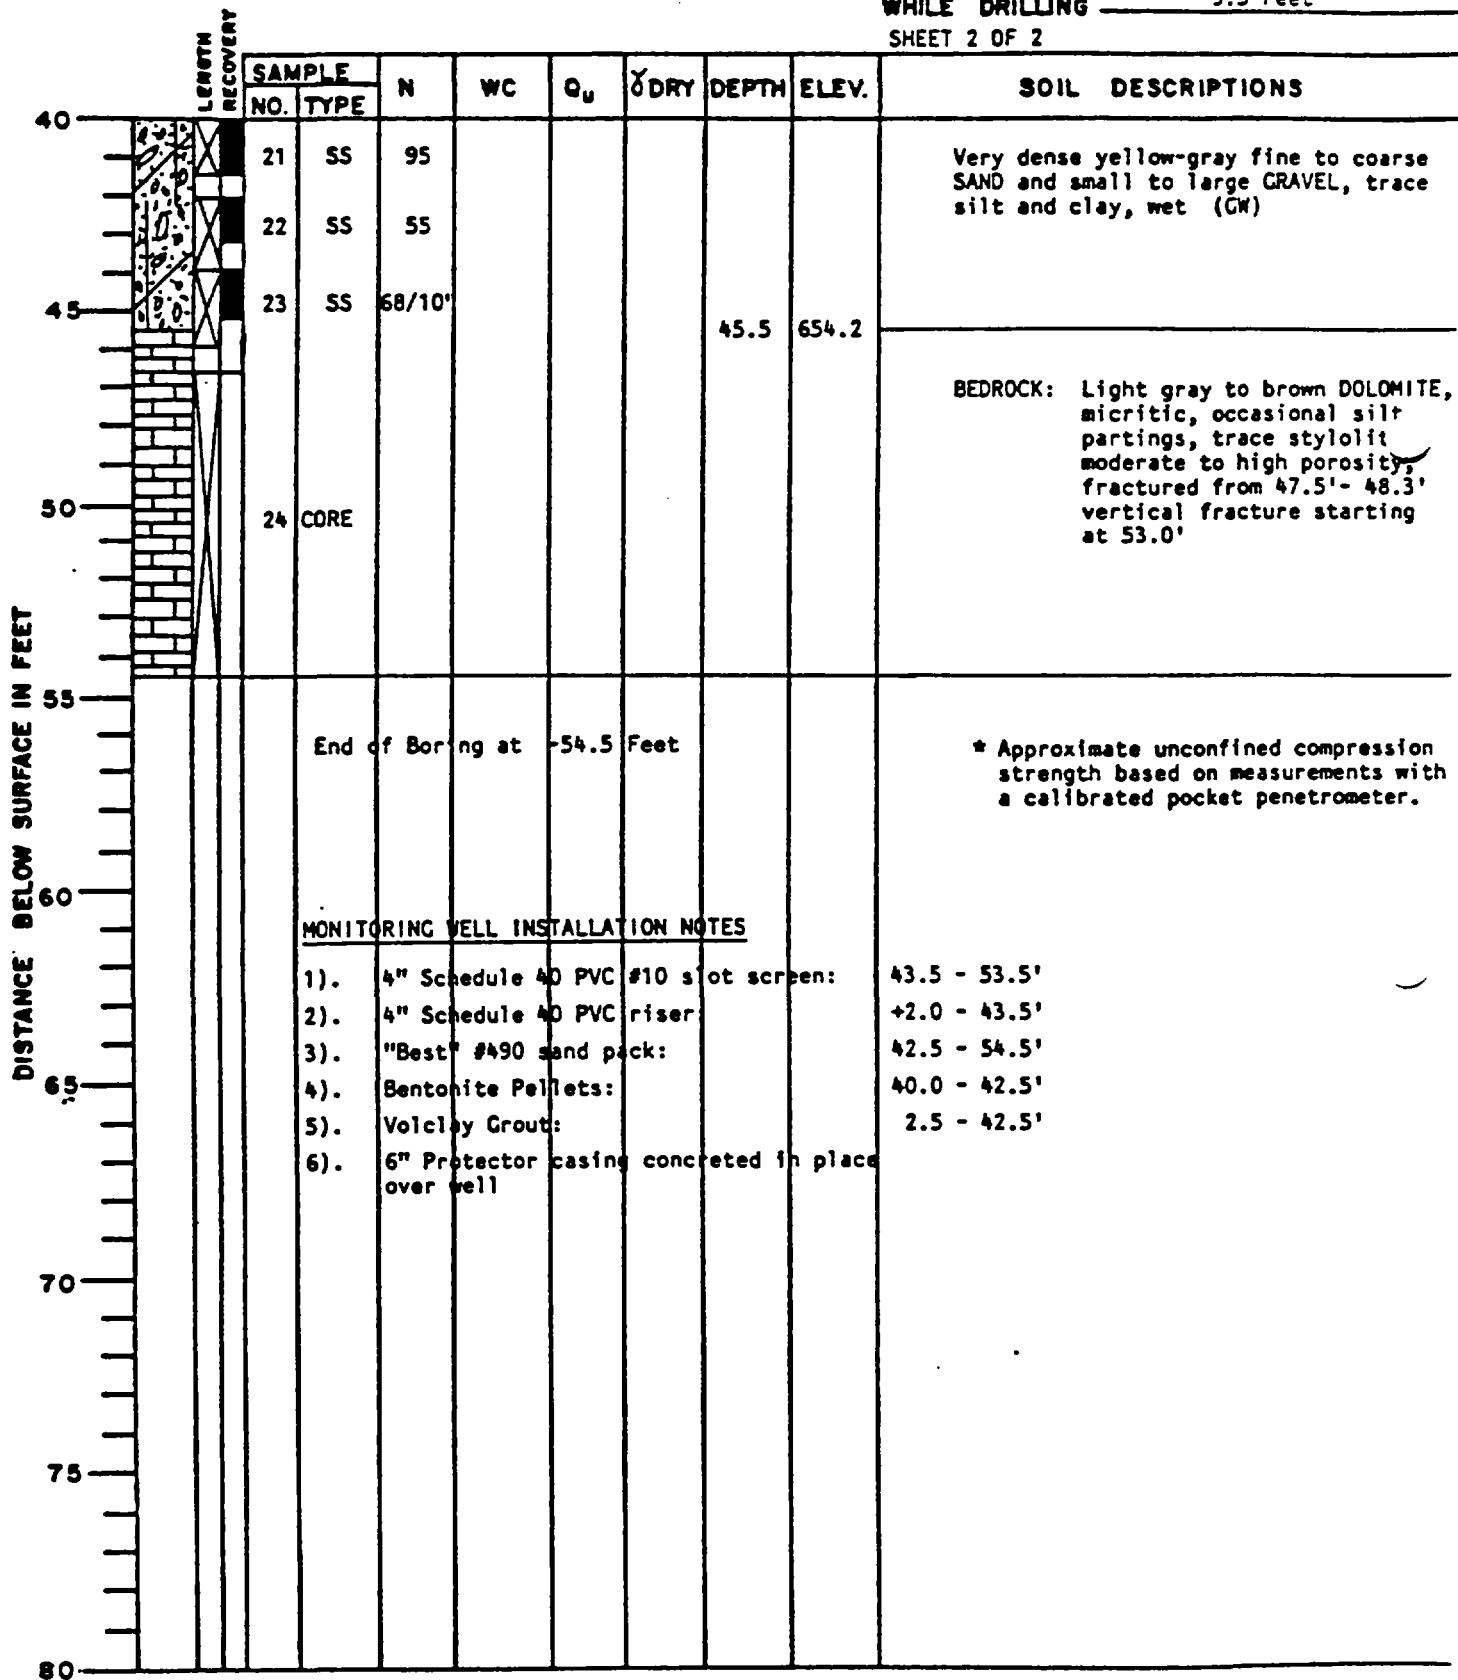 WHILE DRILLING
SHEET 2 OF 2
LENGTH
RECOVERY
SAMPLE
NO. TYPE N WC Qu γDRY DEPTH ELEV. SOIL DESCRIPTIONS
40
21 SS 95
Very dense yellow-gray fine to coarse
SAND and small to large GRAVEL, trace
silt and clay, wet (GW)
22 SS 55
23 SS 68/10"
45
45.5 654.2
BEDROCK: Light gray to brown DOLOMITE,
micritic, occasional silt
partings, trace stylolit
moderate to high porosity,
fractured from 47.5'- 48.3'
vertical fracture starting
at 53.0'
50
24 CORE
DISTANCE BELOW SURFACE IN FEET
55
End of Boring at -54.5 Feet
* Approximate unconfined compression
strength based on measurements with
a calibrated pocket penetrometer.
60
MONITORING WELL INSTALLATION NOTES
1). 4" Schedule 40 PVC #10 slot screen: 43.5 - 53.5'
2). 4" Schedule 40 PVC riser +2.0 - 43.5'
3). "Best" #490 sand pack: 42.5 - 54.5'
65
4). Bentonite Pellets: 40.0 - 42.5'
5). Volclay Grout: 2.5 - 42.5'
6). 6" Protector casing concreted in place
over well
70
75
80